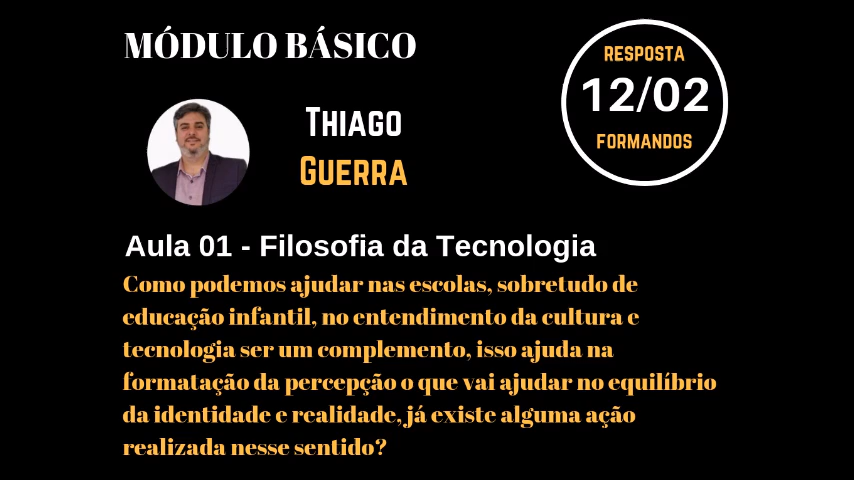 MÓDULO BÁSICO
RESPOSTA
12/02
FORMANDOS
THIAGO
GUERRA
Aula 01 - Filosofia da Tecnologia
Como podemos ajudar nas escolas, sobretudo de
educação infantil, no entendimento da cultura e
tecnologia ser um complemento, isso ajuda na
formatação da percepção o que vai ajudar no equilíbrio
da identidade e realidade, já existe alguma ação
realizada nesse sentido?